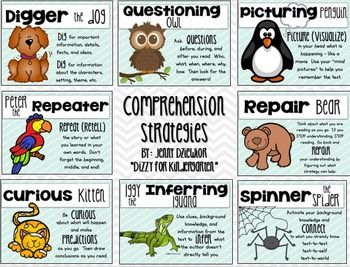 Digger the Dog
Dig for important
information, details,
facts, and ideas.
Dig for information
about the characters,
setting, theme, etc.
Questioning
Owl
Ask QUESTIONS
before, during, and
after you read. Who,
what, when, where, why,
how. Then look for the
answers!
Picturing Penguin
Picture (Visualize)
in your head what is
happening - like a
movie. Use your "mind
pictures" to help you
remember the text.
Peter the Repeater
Repeat (Retell)
the story or what
you learned in your
own words. Don't
forget the beginning,
middle, and end.
Comprehension
Strategies
By: Jenny Dziewior
"Dizzy for Kindergarten"
Repair Bear
Think about what you are
reading as you go. If you
STOP understanding, stop
reading. Go back and
REPAIR
your understanding by
figuring out what
strategy can help you.
Curious Kitten
Be CURIOUS
about what will
happen and make
PREDICTIONS
as you go. Then draw
conclusions as you read.
Iggy the Inferring
Iguana
Use clues, background
knowledge, and
information from the
text to INFER what
the author doesn't
directly tell you.
Spinner the
Spider
Activate your background
knowledge and
CONNECT
to what you already know
text-to-text
text-to-self
text-to-world